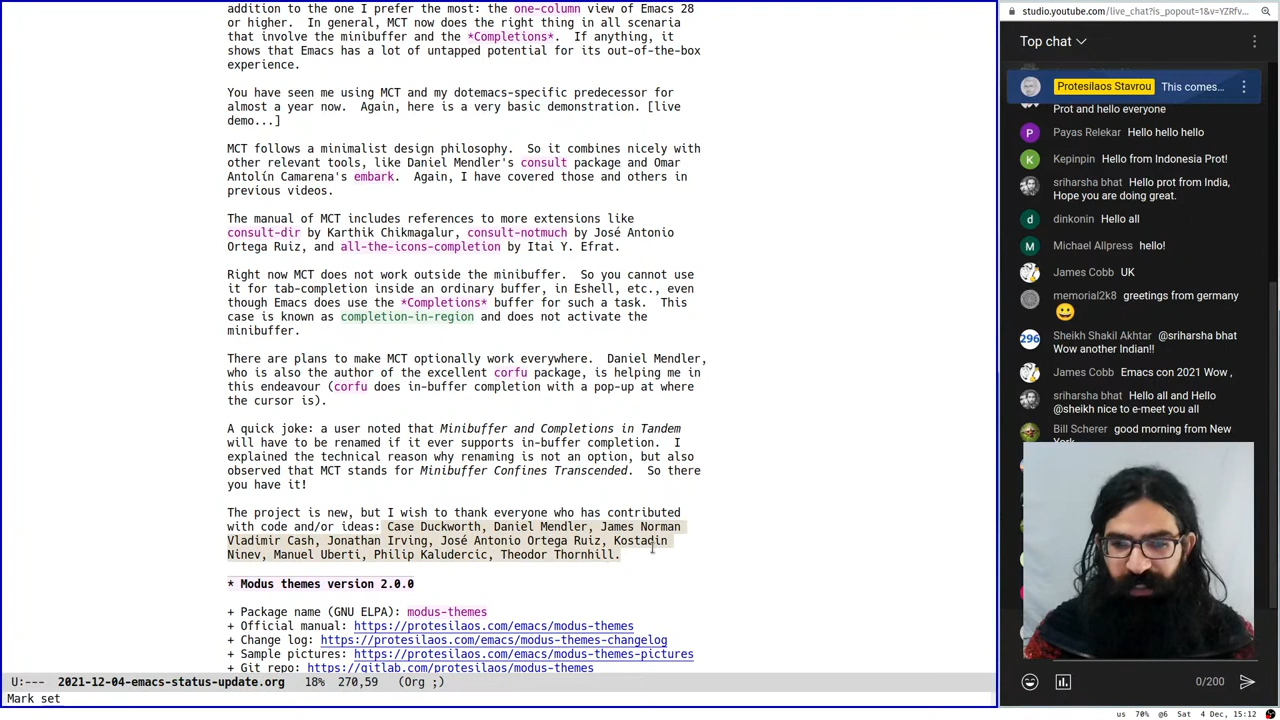 addition to the one I prefer the most: the one-column view of Emacs 28
or higher.  In general, MCT now does the right thing in all scenaria
that involve the minibuffer and the *Completions*.  If anything, it
shows that Emacs has a lot of untapped potential for its out-of-the-box
experience.
You have seen me using MCT and my dotemacs-specific predecessor for
almost a year now.  Again, here is a very basic demonstration. [live
demo...]
MCT follows a minimalist design philosophy.  So it combines nicely with
other relevant tools, like Daniel Mendler's consult package and Omar
Antolín Camarena's embark.  Again, I have covered those and others in
previous videos.
The manual of MCT includes references to more extensions like
consult-dir by Karthik Chikmagalur, consult-notmuch by José Antonio
Ortega Ruiz, and all-the-icons-completion by Itai Y. Efrat.
Right now MCT does not work outside the minibuffer.  So you cannot use
it for tab-completion inside an ordinary buffer, in Eshell, etc., even
though Emacs does use the *Completions* buffer for such a task.  This
case is known as completion-in-region and does not activate the
minibuffer.
There are plans to make MCT optionally work everywhere.  Daniel Mendler,
who is also the author of the excellent corfu package, is helping me in
this endeavour (corfu does in-buffer completion with a pop-up at where
the cursor is).
A quick joke: a user noted that Minibuffer and Completions in Tandem
will have to be renamed if it ever supports in-buffer completion.  I
explained the technical reason why renaming is not an option, but also
observed that MCT stands for Minibuffer Confines Transcended.  So there
you have it!
The project is new, but I wish to thank everyone who has contributed
with code and/or ideas: Case Duckworth, Daniel Mendler, James Norman
Vladimir Cash, Jonathan Irving, José Antonio Ortega Ruiz, Kostadin
Ninev, Manuel Uberti, Philip Kaludercic, Theodor Thornhill.
* Modus themes version 2.0.0
+ Package name (GNU ELPA): modus-themes
+ Official manual: https://protesilaos.com/emacs/modus-themes
+ Change log: https://protesilaos.com/emacs/modus-themes-changelog
+ Sample pictures: https://protesilaos.com/emacs/modus-themes-pictures
+ Git repo: https://gitlab.com/protesilaos/modus-themes
U:---  2021-12-04-emacs-status-update.org   18%  270,59   (Org ;)
Mark set
studio.youtube.com/live_chat?is_popout=1&v=YZRfv...
Top chat
Protesilaos Stavrou This comes...
Prot and hello everyone
P Payas Relekar Hello hello hello
K Kepinpin Hello from Indonesia Prot!
sriharsha bhat Hello prot from India,
Hope you are doing great.
d dinkonin Hello all
M Michael Allpress hello!
James Cobb UK
memorial2k8 greetings from germany
😀
296 Sheikh Shakil Akhtar @sriharsha bhat
Wow another Indian!!
James Cobb Emacs con 2021 Wow ,
sriharsha bhat Hello all and Hello
@sheikh nice to e-meet you all
Bill Scherer good morning from New
York
0/200
us  70%  @6  Sat  4 Dec, 15:12